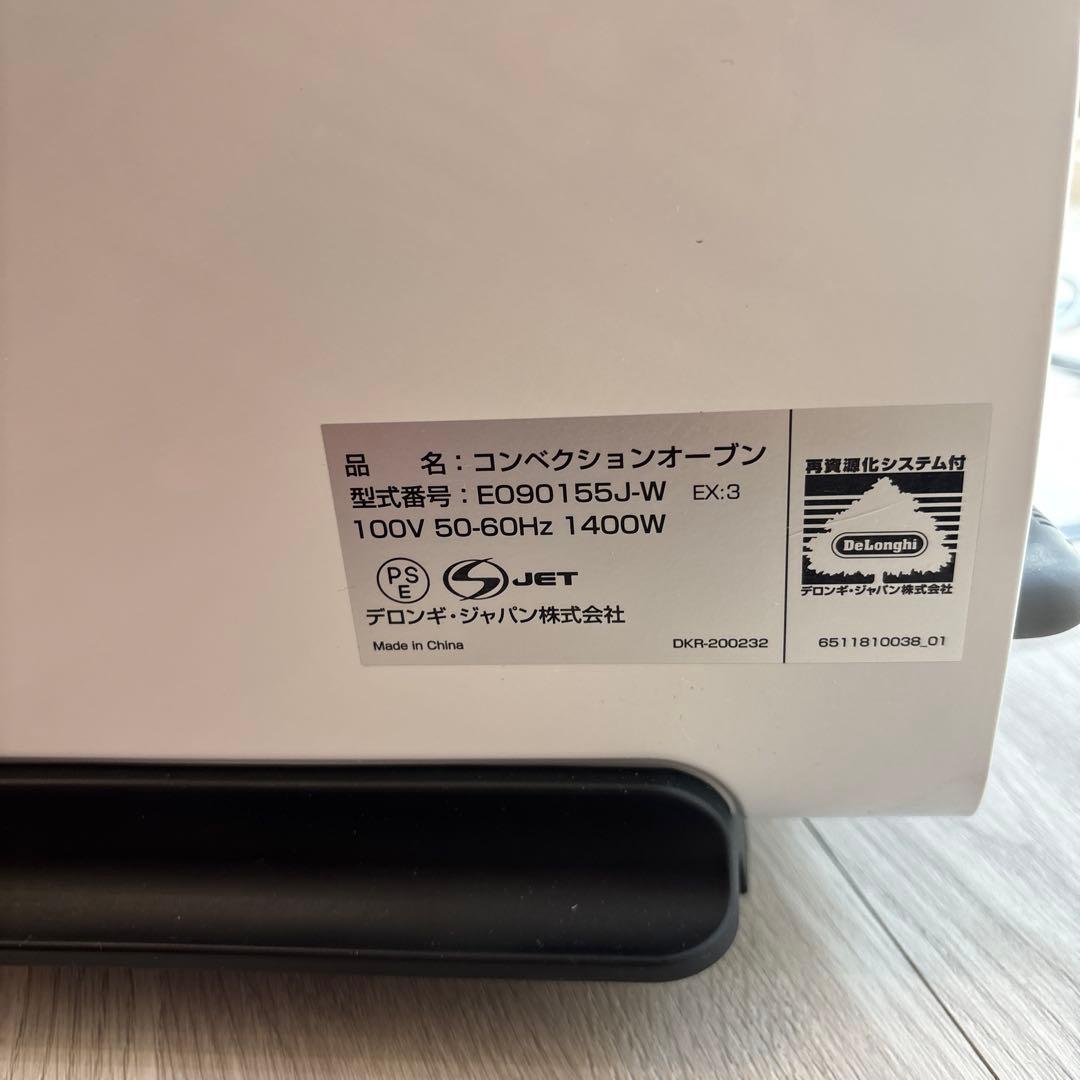 品　　名：コンベクションオーブン
型式番号：EO90155J-W EX:3
100V 50-60Hz 1400W
PSE JET
デロンギ・ジャパン株式会社
Made in China DKR-200232
再資源化システム付
DeLonghi
デロンギ・ジャパン株式会社
6511810038_01